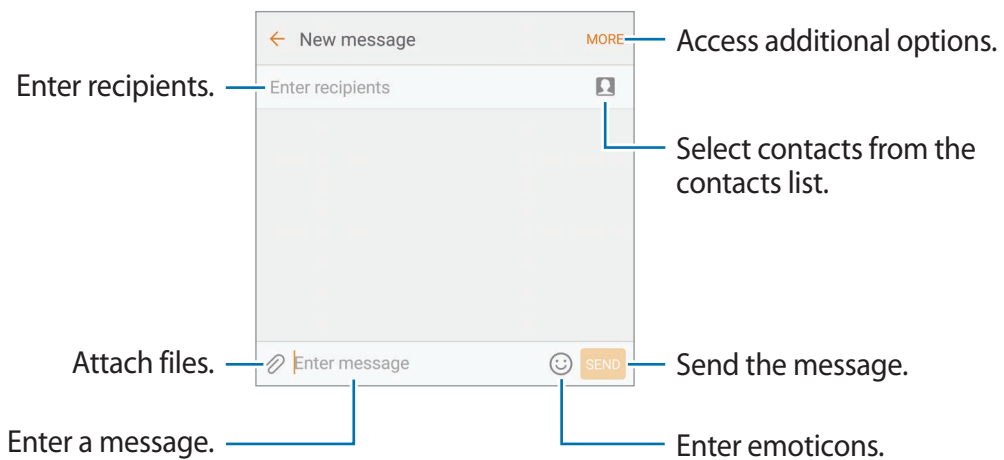 New message
MORE
Access additional options.
Enter recipients.
Enter recipients
Select contacts from the
contacts list.
Attach files.
Enter message
SEND
Send the message.
Enter a message.
Enter emoticons.